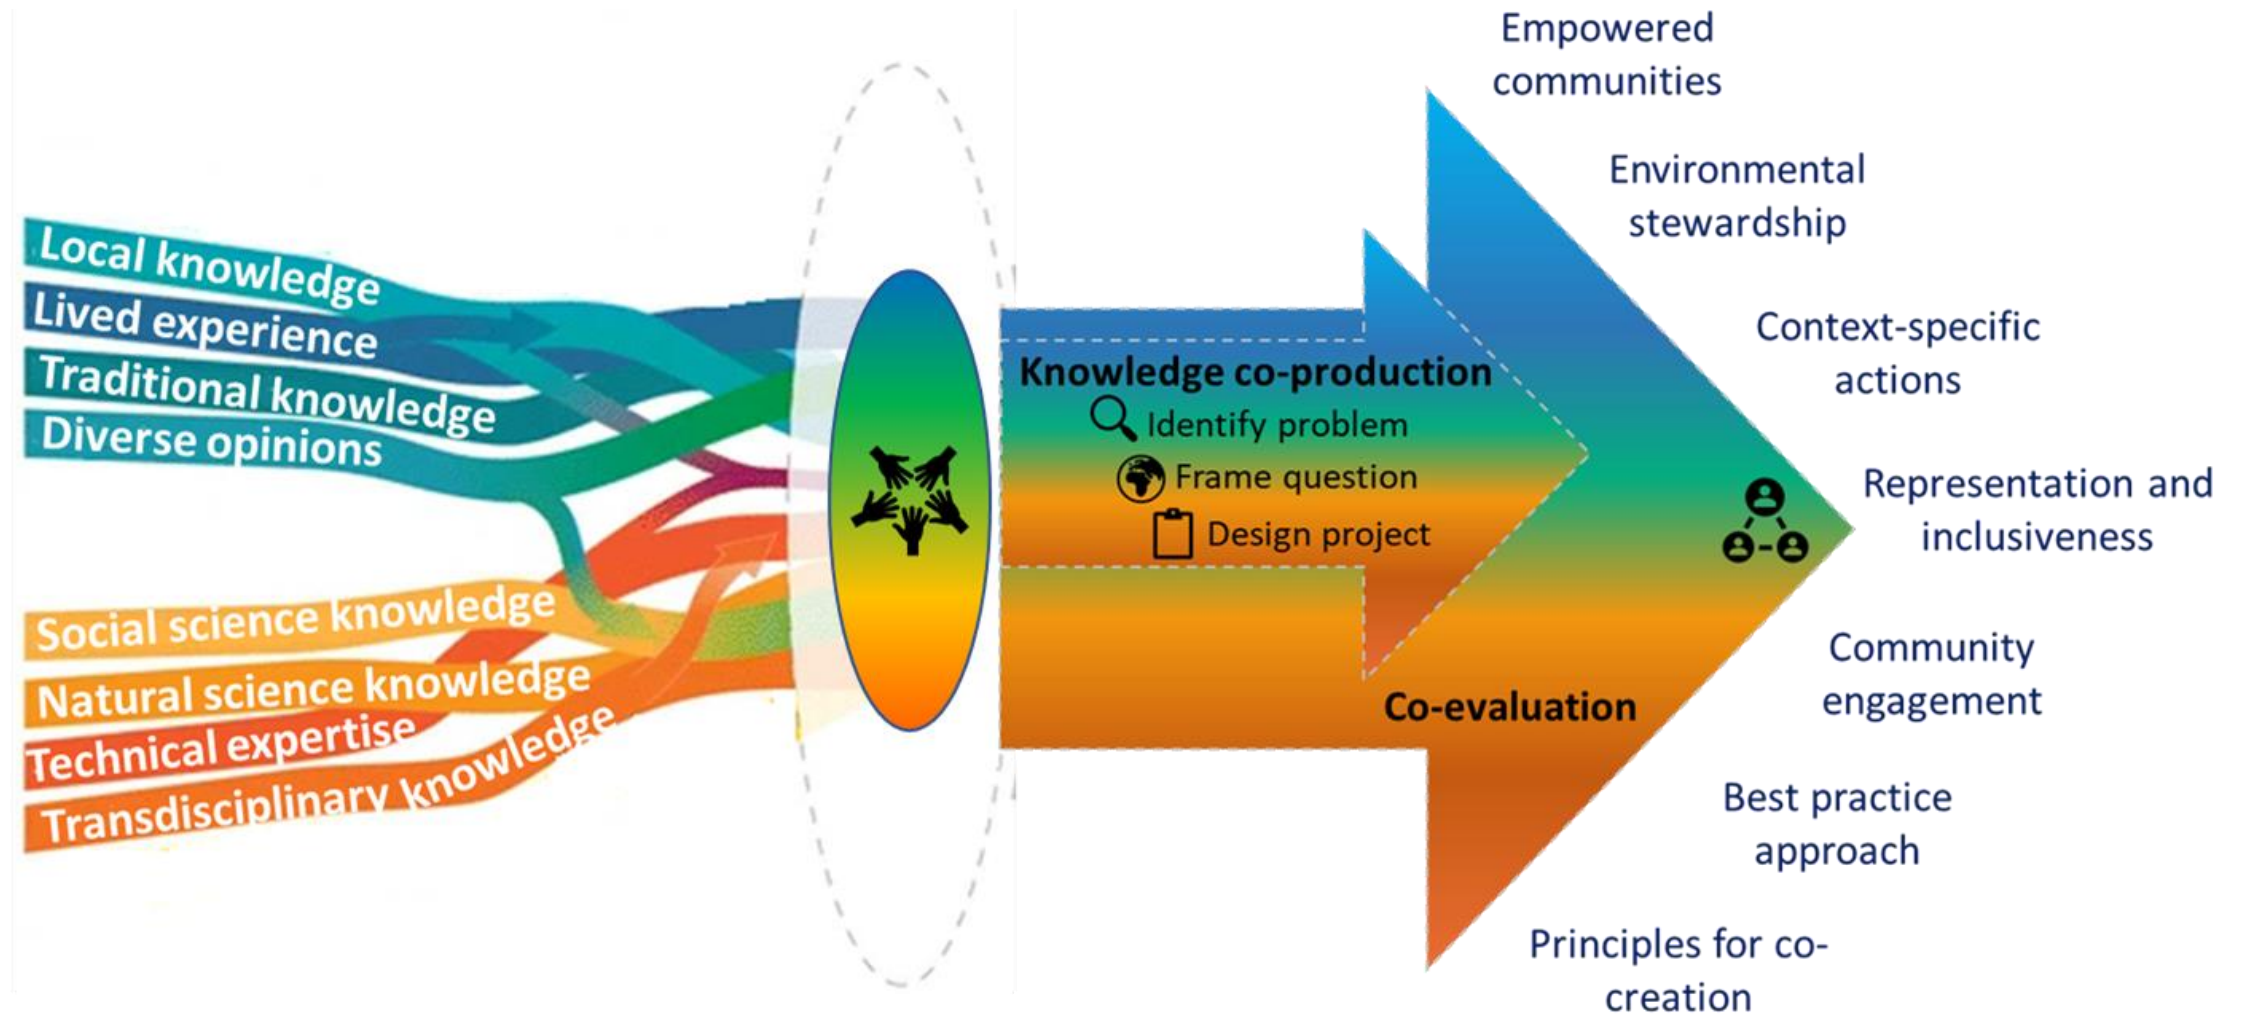 Local knowledge
Lived experience
Traditional knowledge
Diverse opinions
Social science knowledge
Natural science knowledge
Technical expertise
Transdisciplinary knowledge
Knowledge co-production
Identify problem
Frame question
Design project
Co-evaluation
Empowered
communities
Environmental
stewardship
Context-specific
actions
Representation and
inclusiveness
Community
engagement
Best practice
approach
Principles for co-
creation